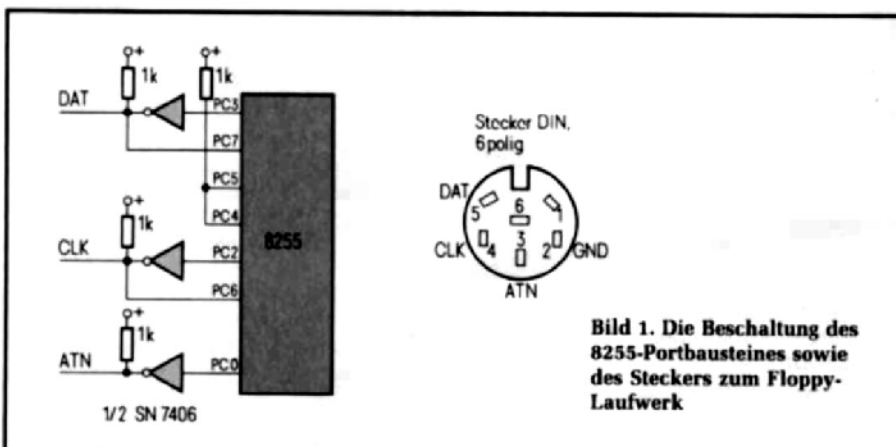 +
+
1k
1k
DAT
PC3
PC7
Stecker DIN,
6polig
PC5
PC4
DAT
5
6
1
+
1k
8255
CLK
PC2
CLK
4
3
2
GND
PC6
ATN
+
1k
ATN
PC0
1/2 SN 7406
Bild 1. Die Beschaltung des
8255-Portbausteines sowie
des Steckers zum Floppy-
Laufwerk